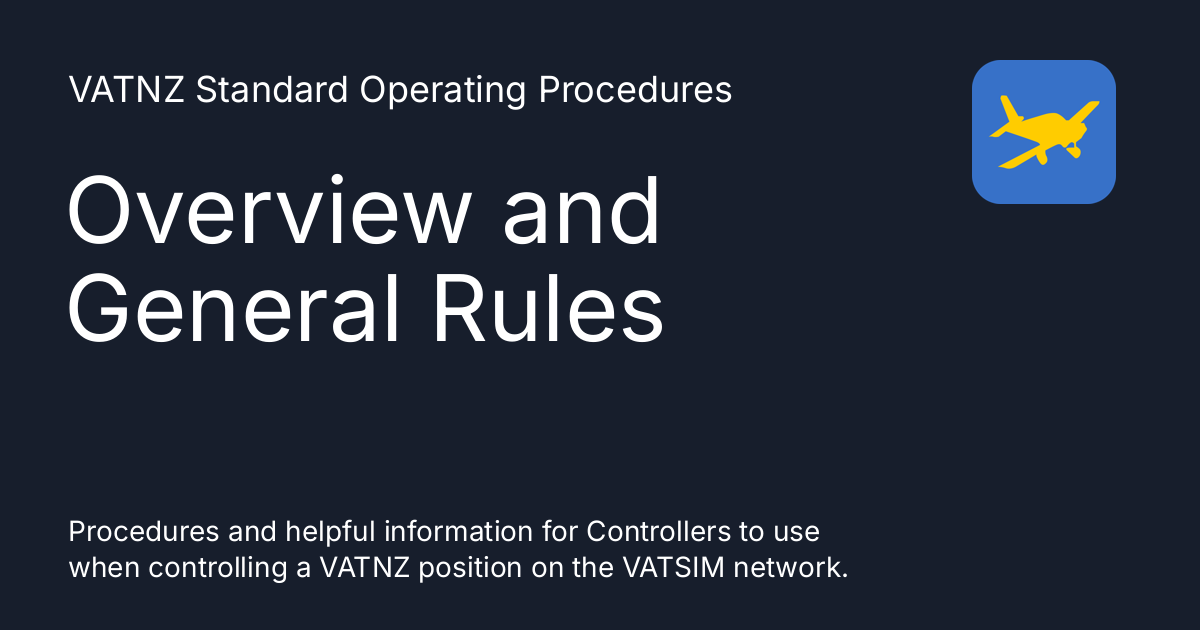 VATNZ Standard Operating Procedures
Overview and
General Rules
Procedures and helpful information for Controllers to use
when controlling a VATNZ position on the VATSIM network.